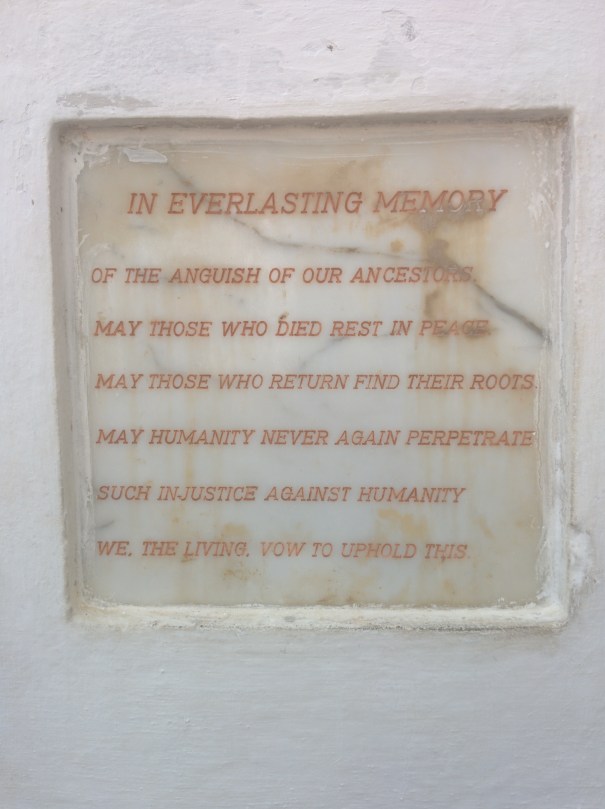 IN EVERLASTING MEMORY
OF THE ANGUISH OF OUR ANCESTORS.
MAY THOSE WHO DIED REST IN PEACE
MAY THOSE WHO RETURN FIND THEIR ROOTS.
MAY HUMANITY NEVER AGAIN PERPETRATE
SUCH INJUSTICE AGAINST HUMANITY
WE, THE LIVING, VOW TO UPHOLD THIS.